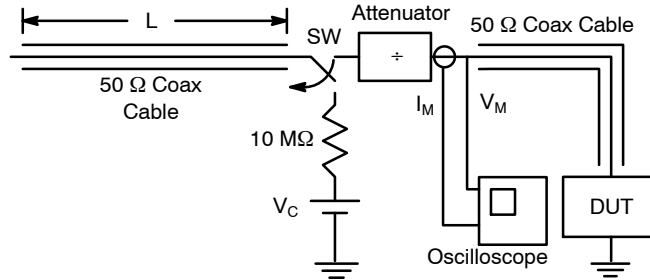 Attenuator
L
SW
50 Ω Coax Cable
÷
50 Ω Coax
Cable
I_M
V_M
10 MΩ
V_C
DUT
Oscilloscope